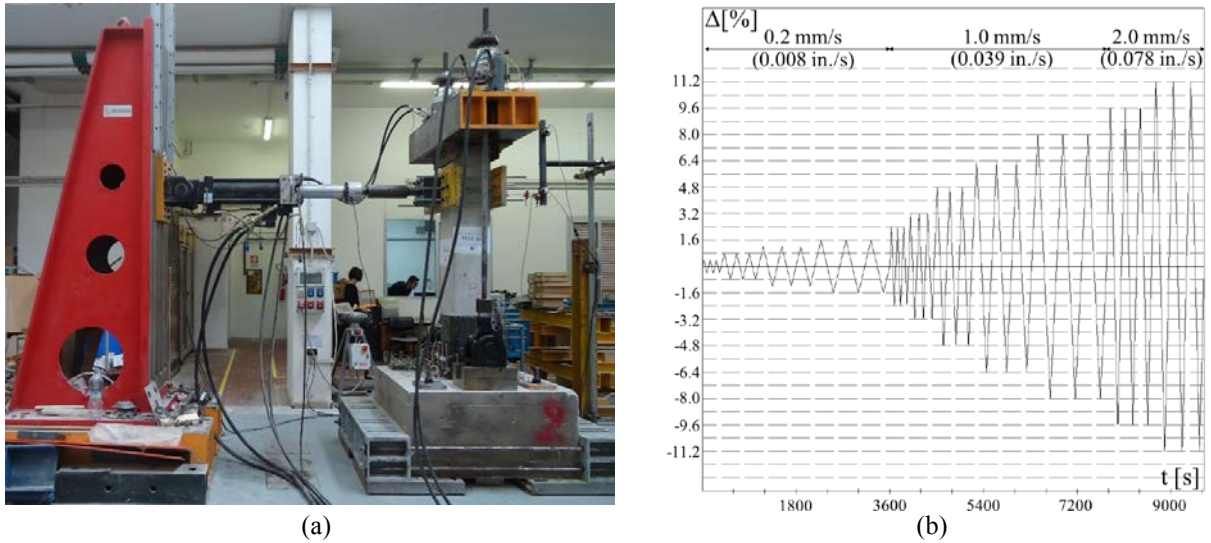 Δ[%]
0.2 mm/s
1.0 mm/s
2.0 mm/s
(0.008 in./s)
(0.039 in./s)
(0.078 in./s)
11.2
9.6
8.0
6.4
4.8
3.2
1.6
-1.6
-3.2
-4.8
-6.4
-8.0
-9.6
-11.2
t [s]
1800
3600
5400
7200
9000
(a)
(b)